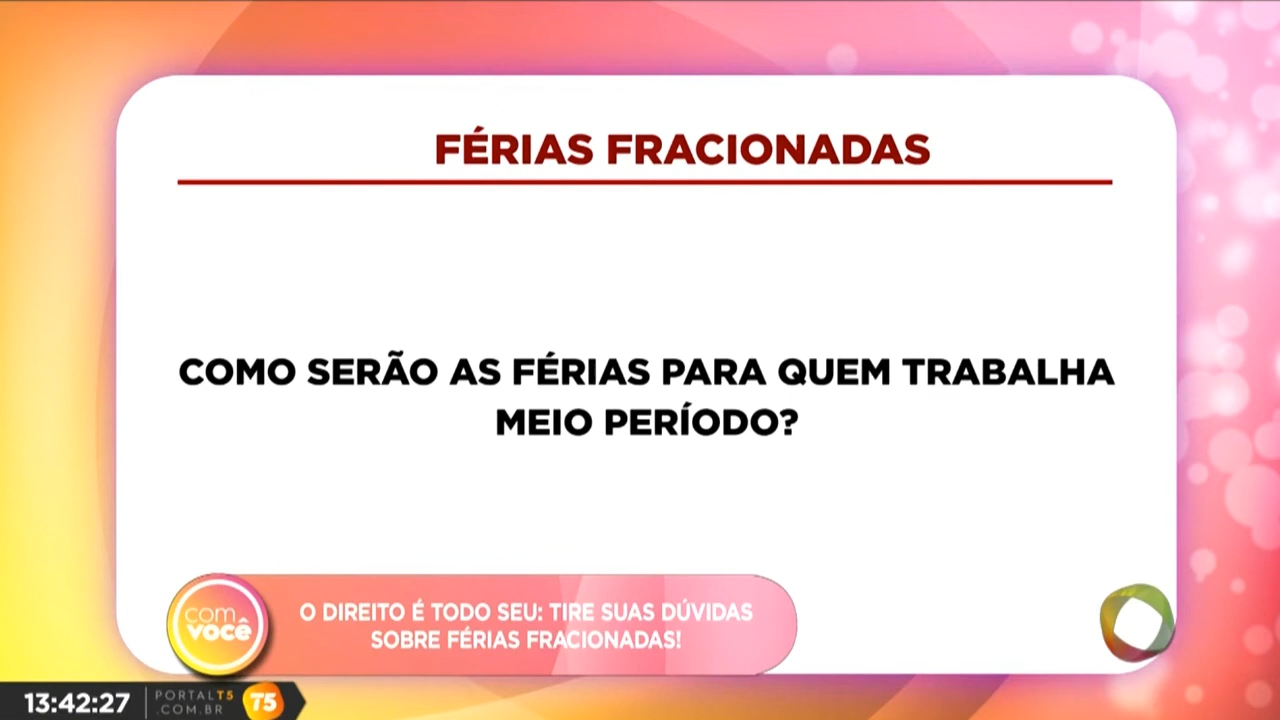 FÉRIAS FRACIONADAS
COMO SERÃO AS FÉRIAS PARA QUEM TRABALHA
MEIO PERÍODO?
com
você
O DIREITO É TODO SEU: TIRE SUAS DÚVIDAS
SOBRE FÉRIAS FRACIONADAS!
13:42:27
PORTALT5
.COM.BR
T5